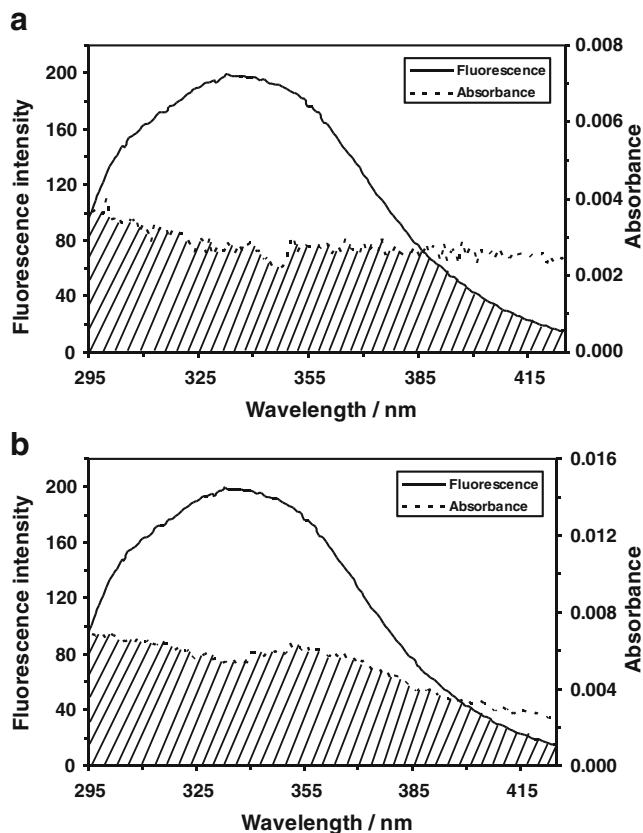 a
Fluorescence intensity
200
160
120
80
40
0
0.008
0.006
0.004
0.002
0.000
Absorbance
Fluorescence
Absorbance
295
325
355
385
415
Wavelength / nm
b
Fluorescence intensity
200
160
120
80
40
0
0.016
0.012
0.008
0.004
0.000
Absorbance
Fluorescence
Absorbance
295
325
355
385
415
Wavelength / nm